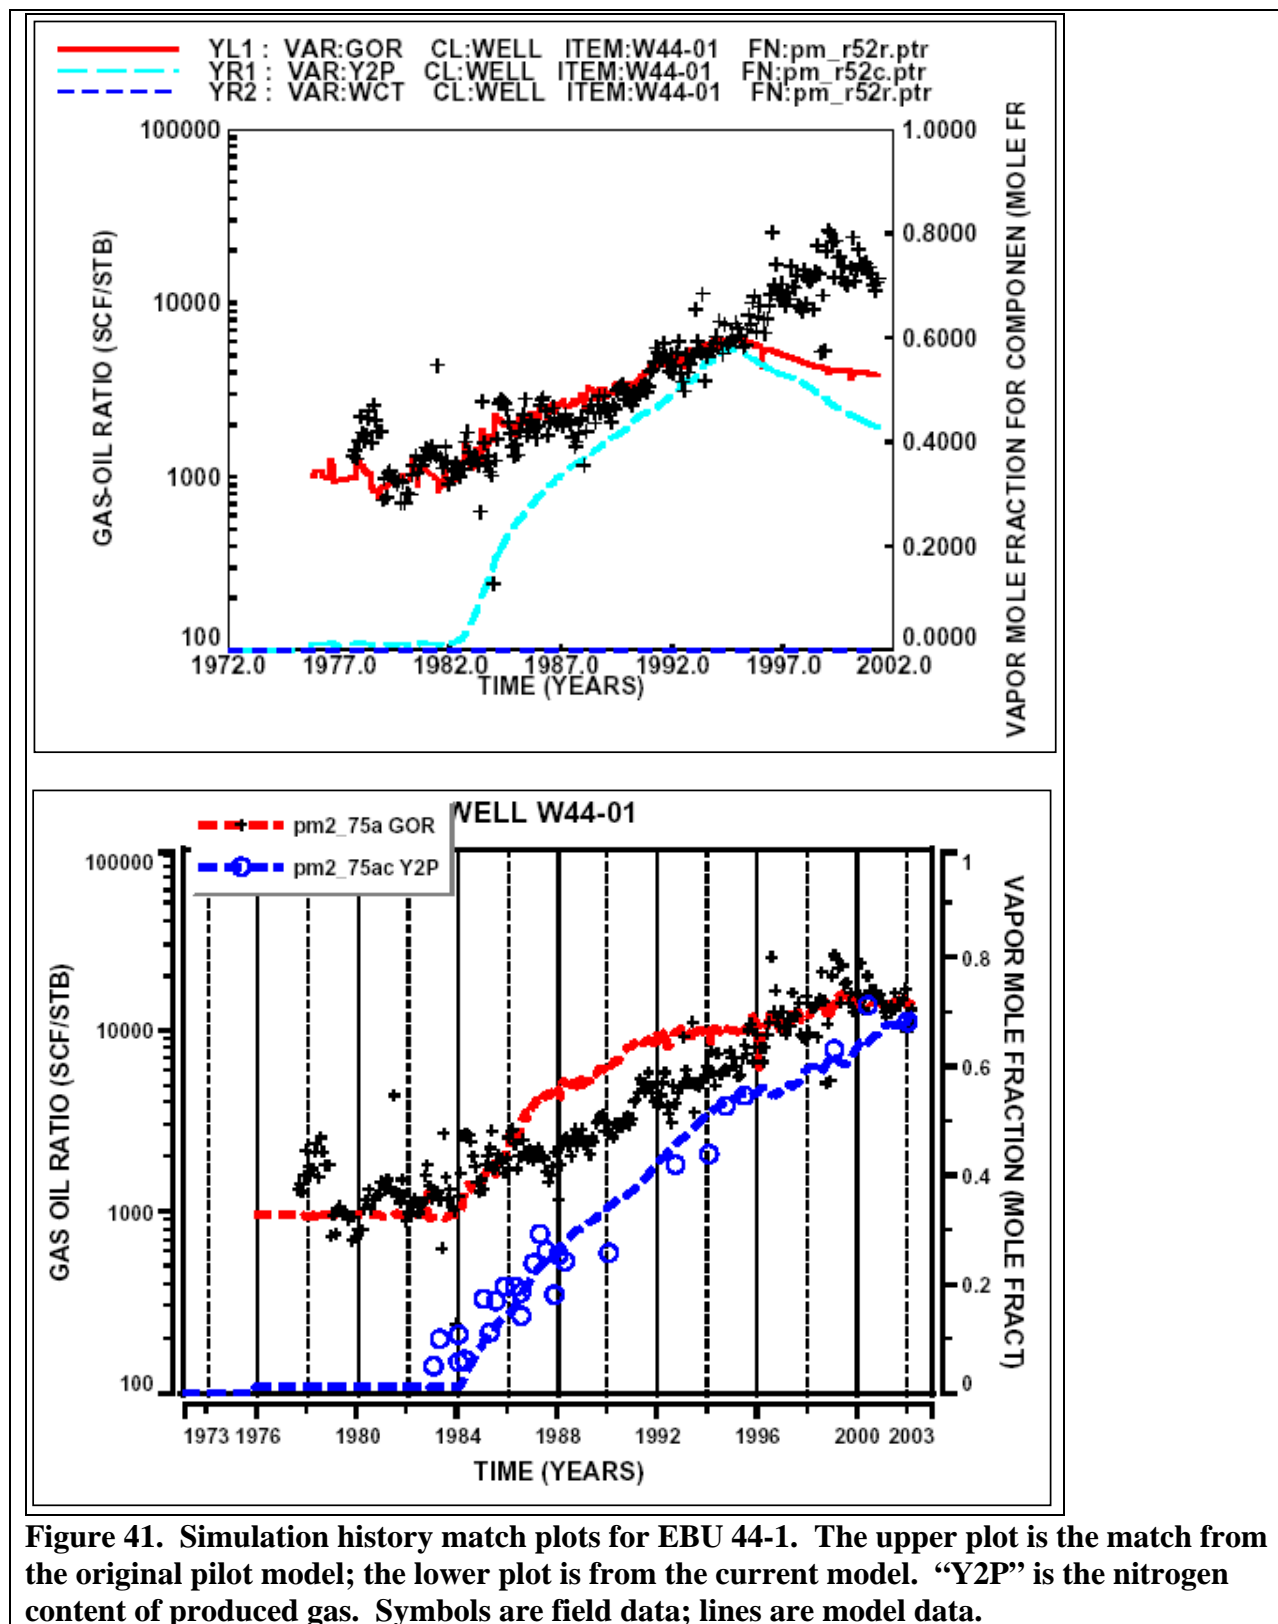 YL1 : VAR:GOR CL:WELL ITEM:W44-01 FN:pm_r52r.ptr
YR1 : VAR:Y2P CL:WELL ITEM:W44-01 FN:pm_r52c.ptr
YR2 : VAR:WCT CL:WELL ITEM:W44-01 FN:pm_r52r.ptr
100000
10000
1000
100
GAS-OIL RATIO (SCF/STB)
1.0000
0.8000
0.6000
0.4000
0.2000
0.0000
VAPOR MOLE FRACTION FOR COMPONEN (MOLE FR
1972.0 1977.0 1982.0 1987.0 1992.0 1997.0 2002.0
TIME (YEARS)
WELL W44-01
pm2_75a GOR
pm2_75ac Y2P
100000
10000
1000
100
GAS OIL RATIO (SCF/STB)
1
0.8
0.6
0.4
0.2
0
VAPOR MOLE FRACTION (MOLE FRACT)
1973 1976 1980 1984 1988 1992 1996 2000 2003
TIME (YEARS)
Figure 41. Simulation history match plots for EBU 44-1. The upper plot is the match from
the original pilot model; the lower plot is from the current model. “Y2P” is the nitrogen
content of produced gas. Symbols are field data; lines are model data.